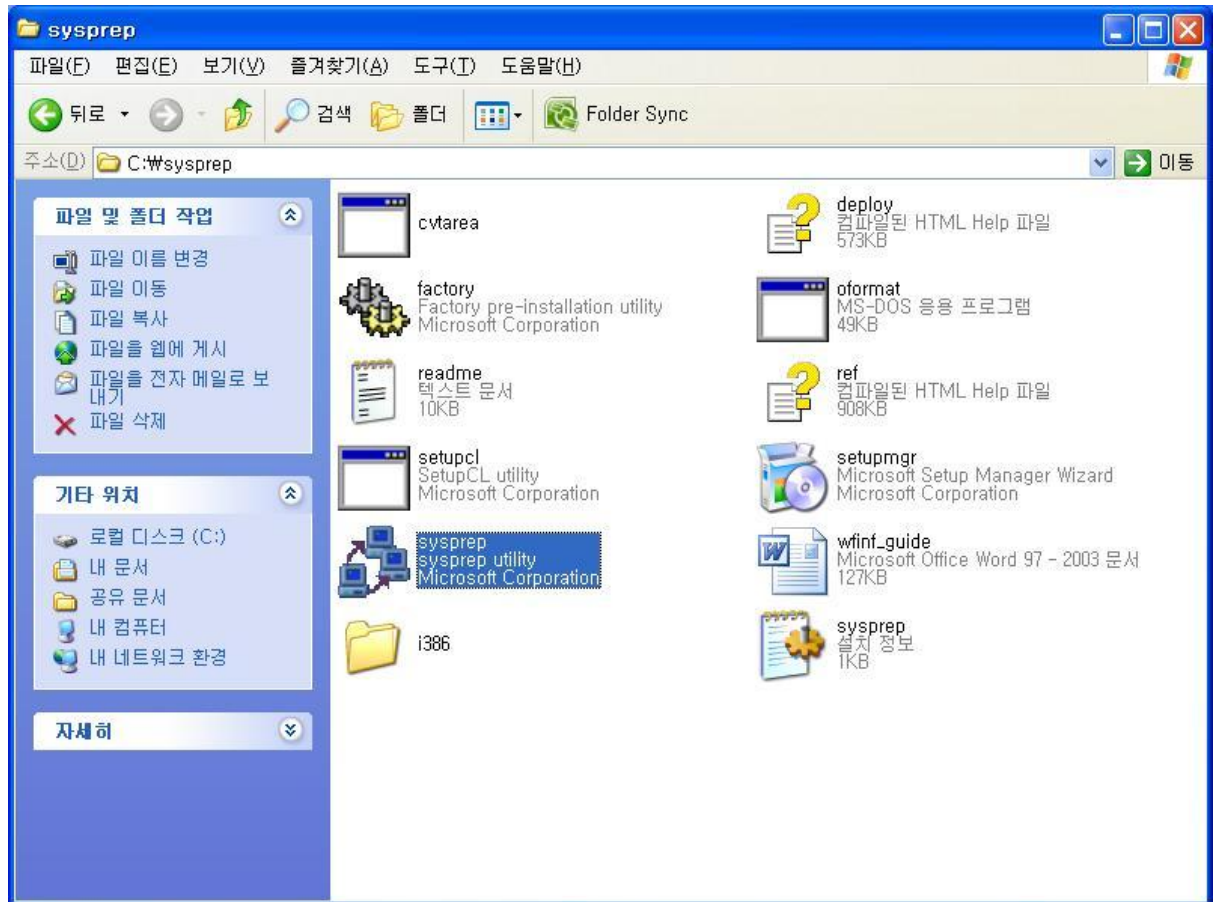 sysprep
파일(F) 편집(E) 보기(V) 즐겨찾기(A) 도구(T) 도움말(H)
뒤로 검색 폴더 Folder Sync
주소(D) C:₩sysprep 이동
파일 및 폴더 작업
파일 이름 변경
파일 이동
파일 복사
파일을 웹에 게시
파일을 전자 메일로 보
내기
파일 삭제
기타 위치
로컬 디스크 (C:)
내 문서
공유 문서
내 컴퓨터
내 네트워크 환경
자세히
cvtarea
deploy
컴파일된 HTML Help 파일
573KB
factory
Factory pre-installation utility
Microsoft Corporation
oformat
MS-DOS 응용 프로그램
49KB
readme
텍스트 문서
10KB
ref
컴파일된 HTML Help 파일
908KB
setupcl
SetupCL utility
Microsoft Corporation
setupmgr
Microsoft Setup Manager Wizard
Microsoft Corporation
sysprep
sysprep utility
Microsoft Corporation
wfinf_guide
Microsoft Office Word 97 - 2003 문서
127KB
i386
sysprep
설치 정보
1KB